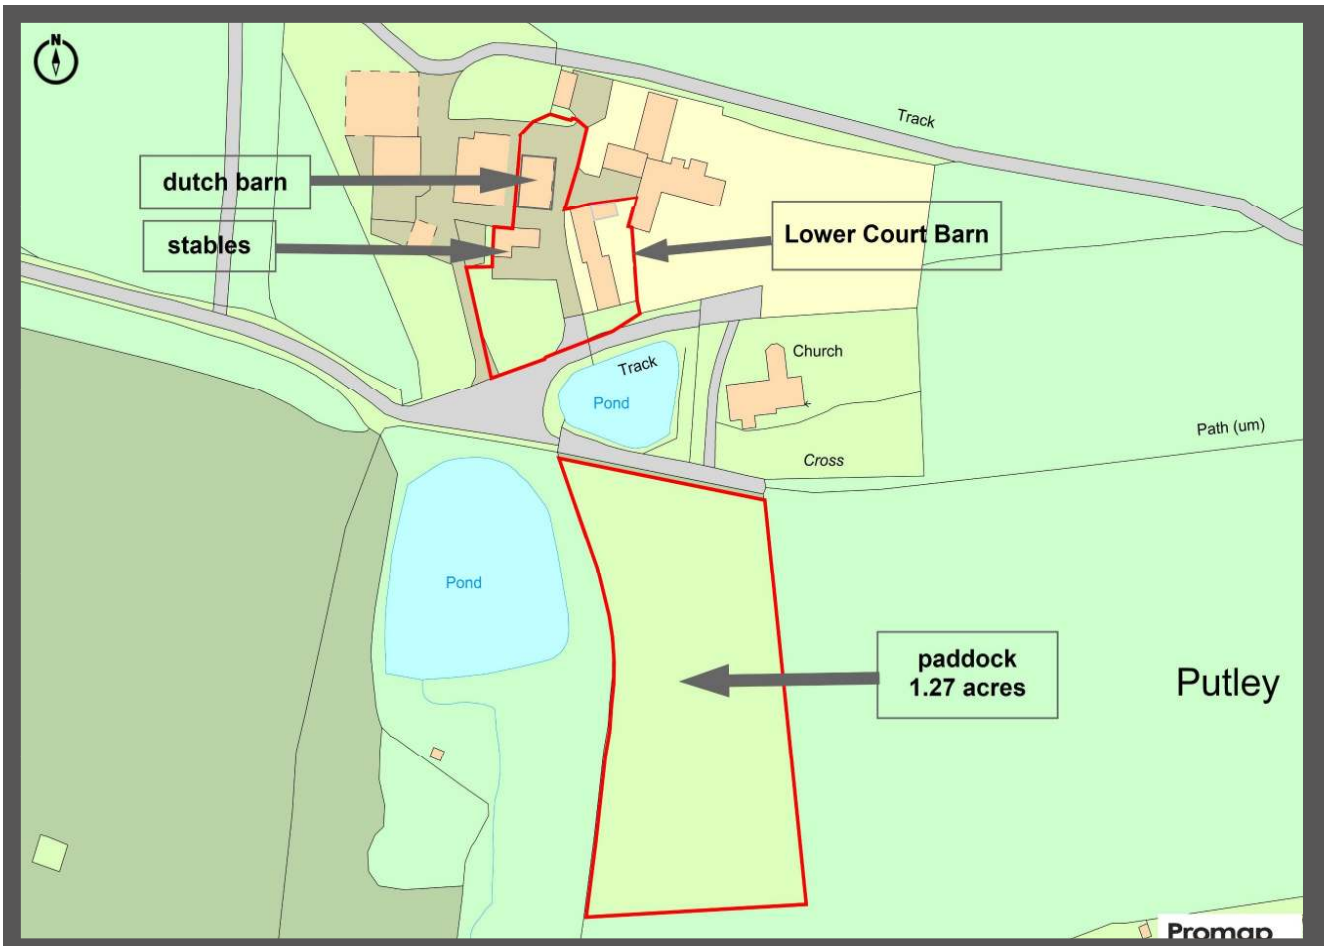 N
Track
dutch barn
stables
Lower Court Barn
Church
Track
Pond
Path (um)
Cross
Pond
paddock
1.27 acres
Putley
Promap